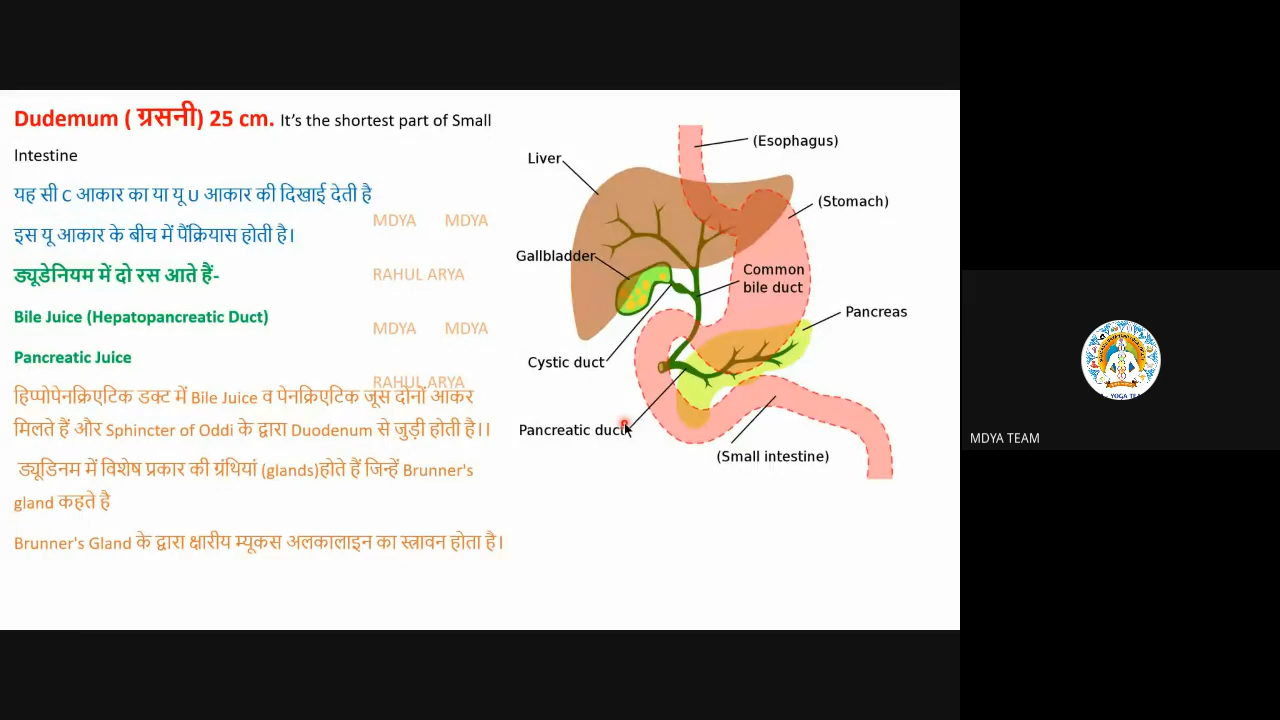 Dudemum ( ग्रसनी) 25 cm. It's the shortest part of Small
Intestine
यह सी C आकार का या यू U आकार की दिखाई देती है
इस यू आकार के बीच में पैंक्रियास होती है।
ड्यूडेनियम में दो रस आते हैं-
Bile Juice (Hepatopancreatic Duct)
Pancreatic Juice
हिप्पोपेनक्रिएटिक डक्ट में Bile Juice व पेनक्रिएटिक जूस दोनों आकर
मिलते हैं और Sphincter of Oddi के द्वारा Duodenum से जुड़ी होती है।।
ड्यूडिनम में विशेष प्रकार की ग्रंथियां (glands)होते हैं जिन्हें Brunner's
gland कहते है
Brunner's Gland के द्वारा क्षारीय म्यूकस अलकालाइन का स्त्रावन होता है।
MDYA MDYA
RAHUL ARYA
MDYA MDYA
RAHUL ARYA
(Esophagus)
Liver
(Stomach)
Gallbladder
Common
bile duct
Pancreas
Cystic duct
Pancreatic duct
(Small intestine)
MDYA TEAM